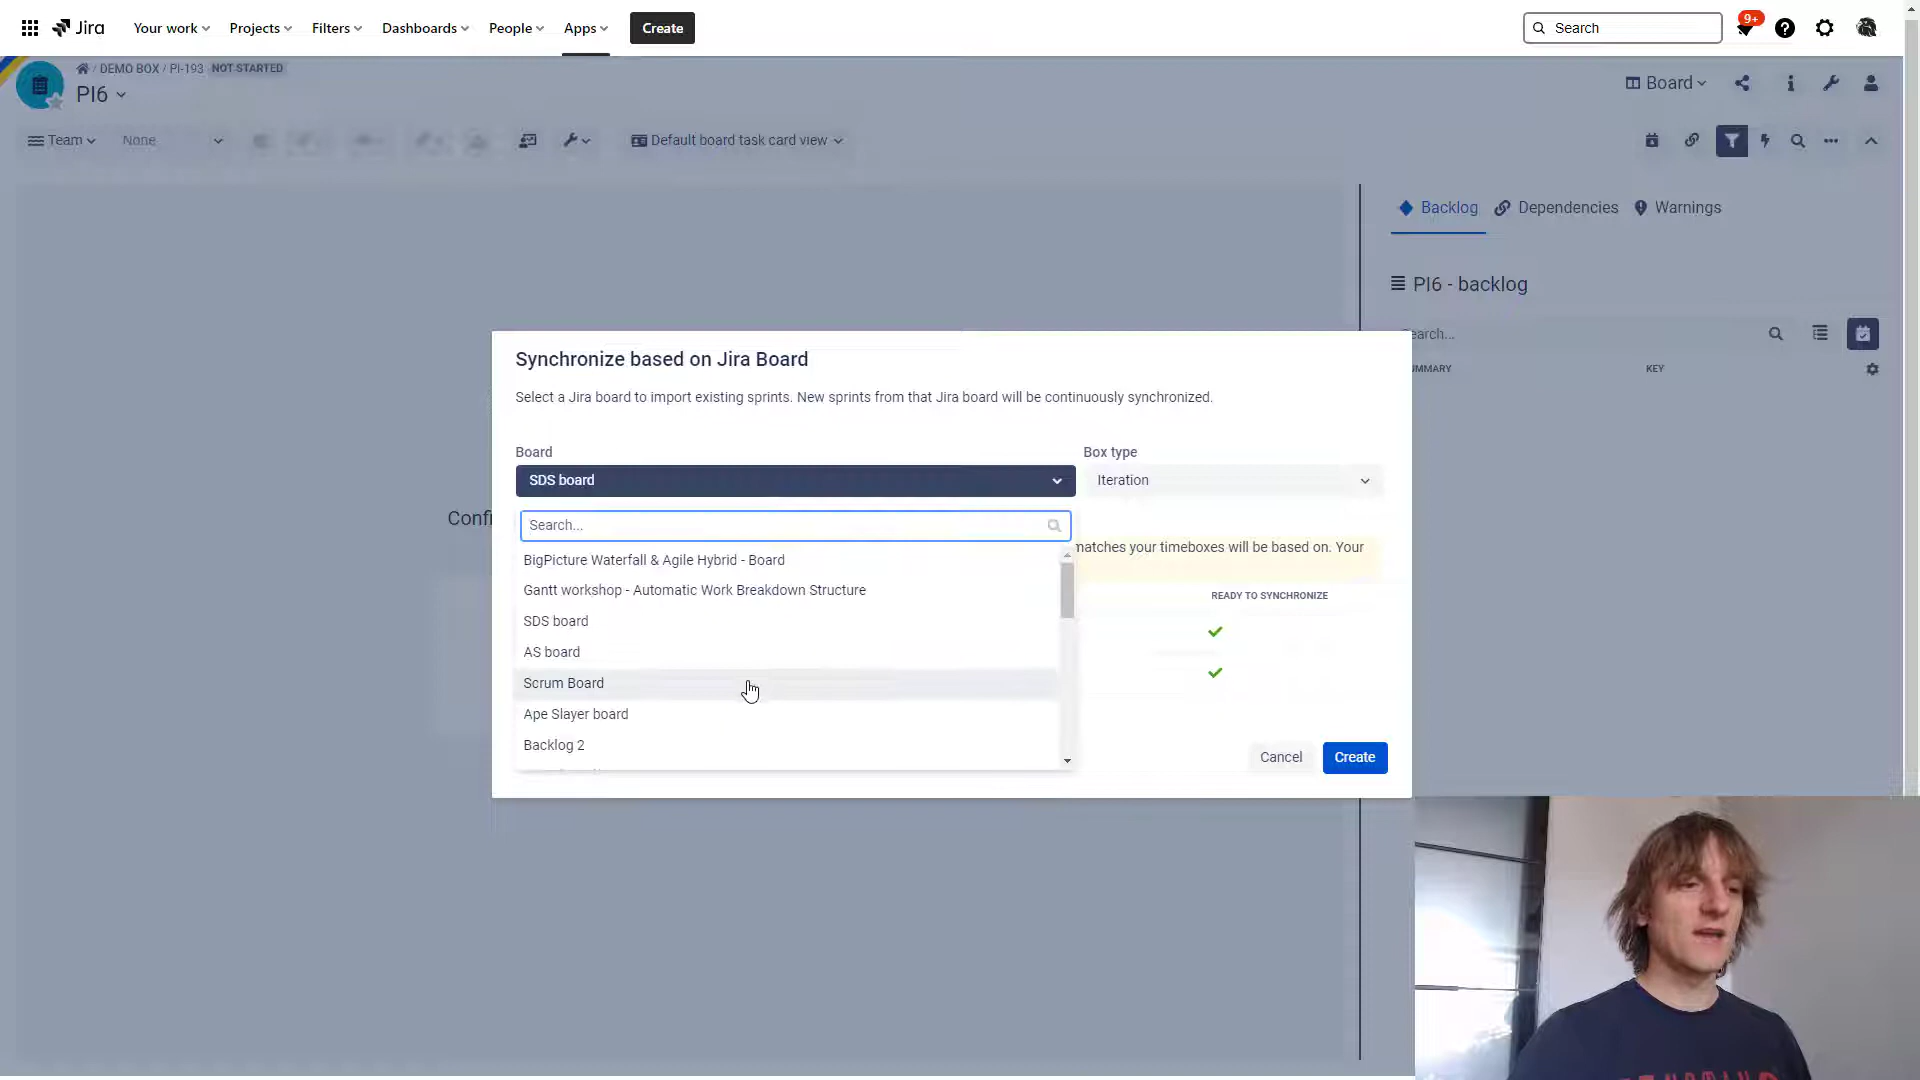 Jira
Your work
Projects
Filters
Dashboards
People
Apps
Create
Search
9+
/ DEMO BOX / PI-193 NOT STARTED
PI6
Board
Team
None
Default board task card view
Backlog
Dependencies
Warnings
PI6 - backlog
earch...
UMMARY
KEY
Synchronize based on Jira Board
Select a Jira board to import existing sprints. New sprints from that Jira board will be continuously synchronized.
Board
Box type
SDS board
Iteration
Confi
Search...
matches your timeboxes will be based on. Your
BigPicture Waterfall & Agile Hybrid - Board
Gantt workshop - Automatic Work Breakdown Structure
READY TO SYNCHRONIZE
SDS board
AS board
Scrum Board
Ape Slayer board
Backlog 2
Cancel
Create